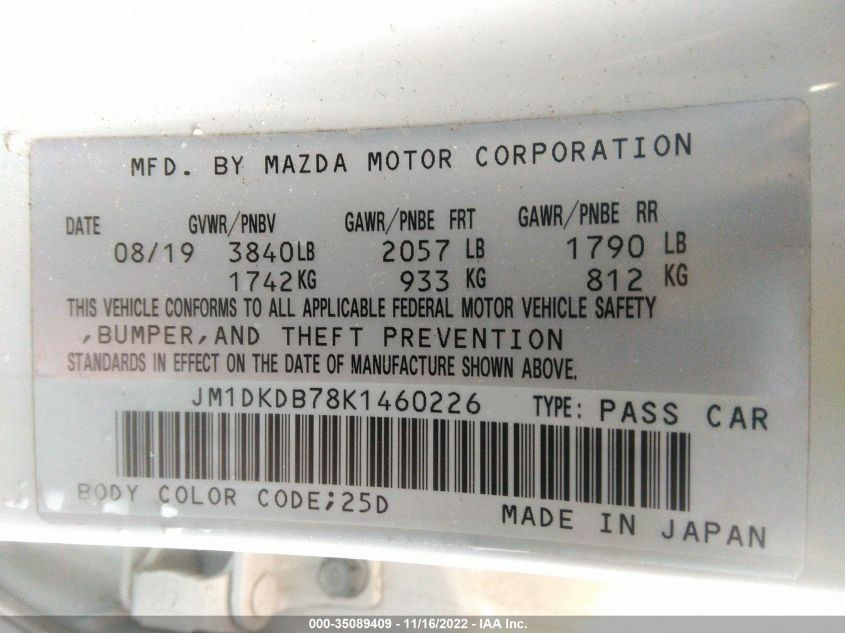 MFD. BY MAZDA MOTOR CORPORATION
DATE GVWR/PNBV GAWR/PNBE FRT GAWR/PNBE RR
08/19 3840LB 2057 LB 1790 LB
1742KG 933 KG 812 KG
THIS VEHICLE CONFORMS TO ALL APPLICABLE FEDERAL MOTOR VEHICLE SAFETY
,BUMPER,AND THEFT PREVENTION
STANDARDS IN EFFECT ON THE DATE OF MANUFACTURE SHOWN ABOVE.
JM1DKDB78K1460226 TYPE: PASS CAR
BODY COLOR CODE;25D
MADE IN JAPAN
000-35089409 - 11/16/2022 - IAA Inc.